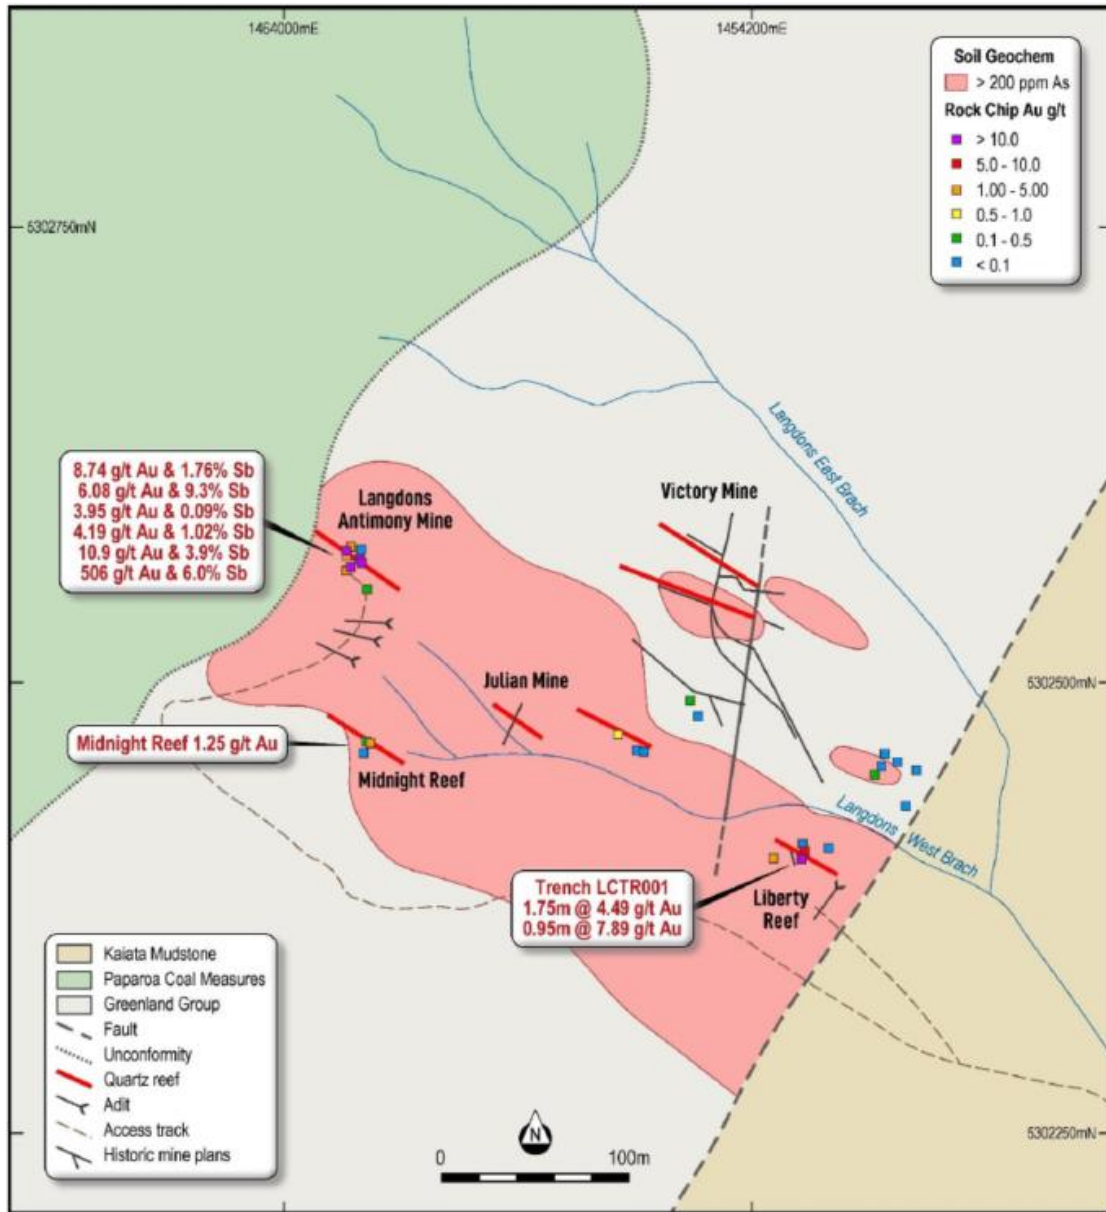 1464000mE
1454200mE
Soil Geochem
> 200 ppm As
Rock Chip Au g/t
> 10.0
5.0 - 10.0
1.00 - 5.00
0.5 - 1.0
0.1 - 0.5
< 0.1
5302750mN
Langdons East Brach
8.74 g/t Au & 1.76% Sb
6.08 g/t Au & 9.3% Sb
3.95 g/t Au & 0.09% Sb
4.19 g/t Au & 1.02% Sb
10.9 g/t Au & 3.9% Sb
506 g/t Au & 6.0% Sb
Langdons
Antimony Mine
Victory Mine
Julian Mine
5302500mN
Midnight Reef 1.25 g/t Au
Midnight Reef
Langdons West Brach
Trench LCTR001
1.75m @ 4.49 g/t Au
0.95m @ 7.89 g/t Au
Liberty
Reef
Kaiata Mudstone
Paparoa Coal Measures
Greenland Group
Fault
Unconformity
Quartz reef
Adit
Access track
Historic mine plans
N
0 100m
5302250mN